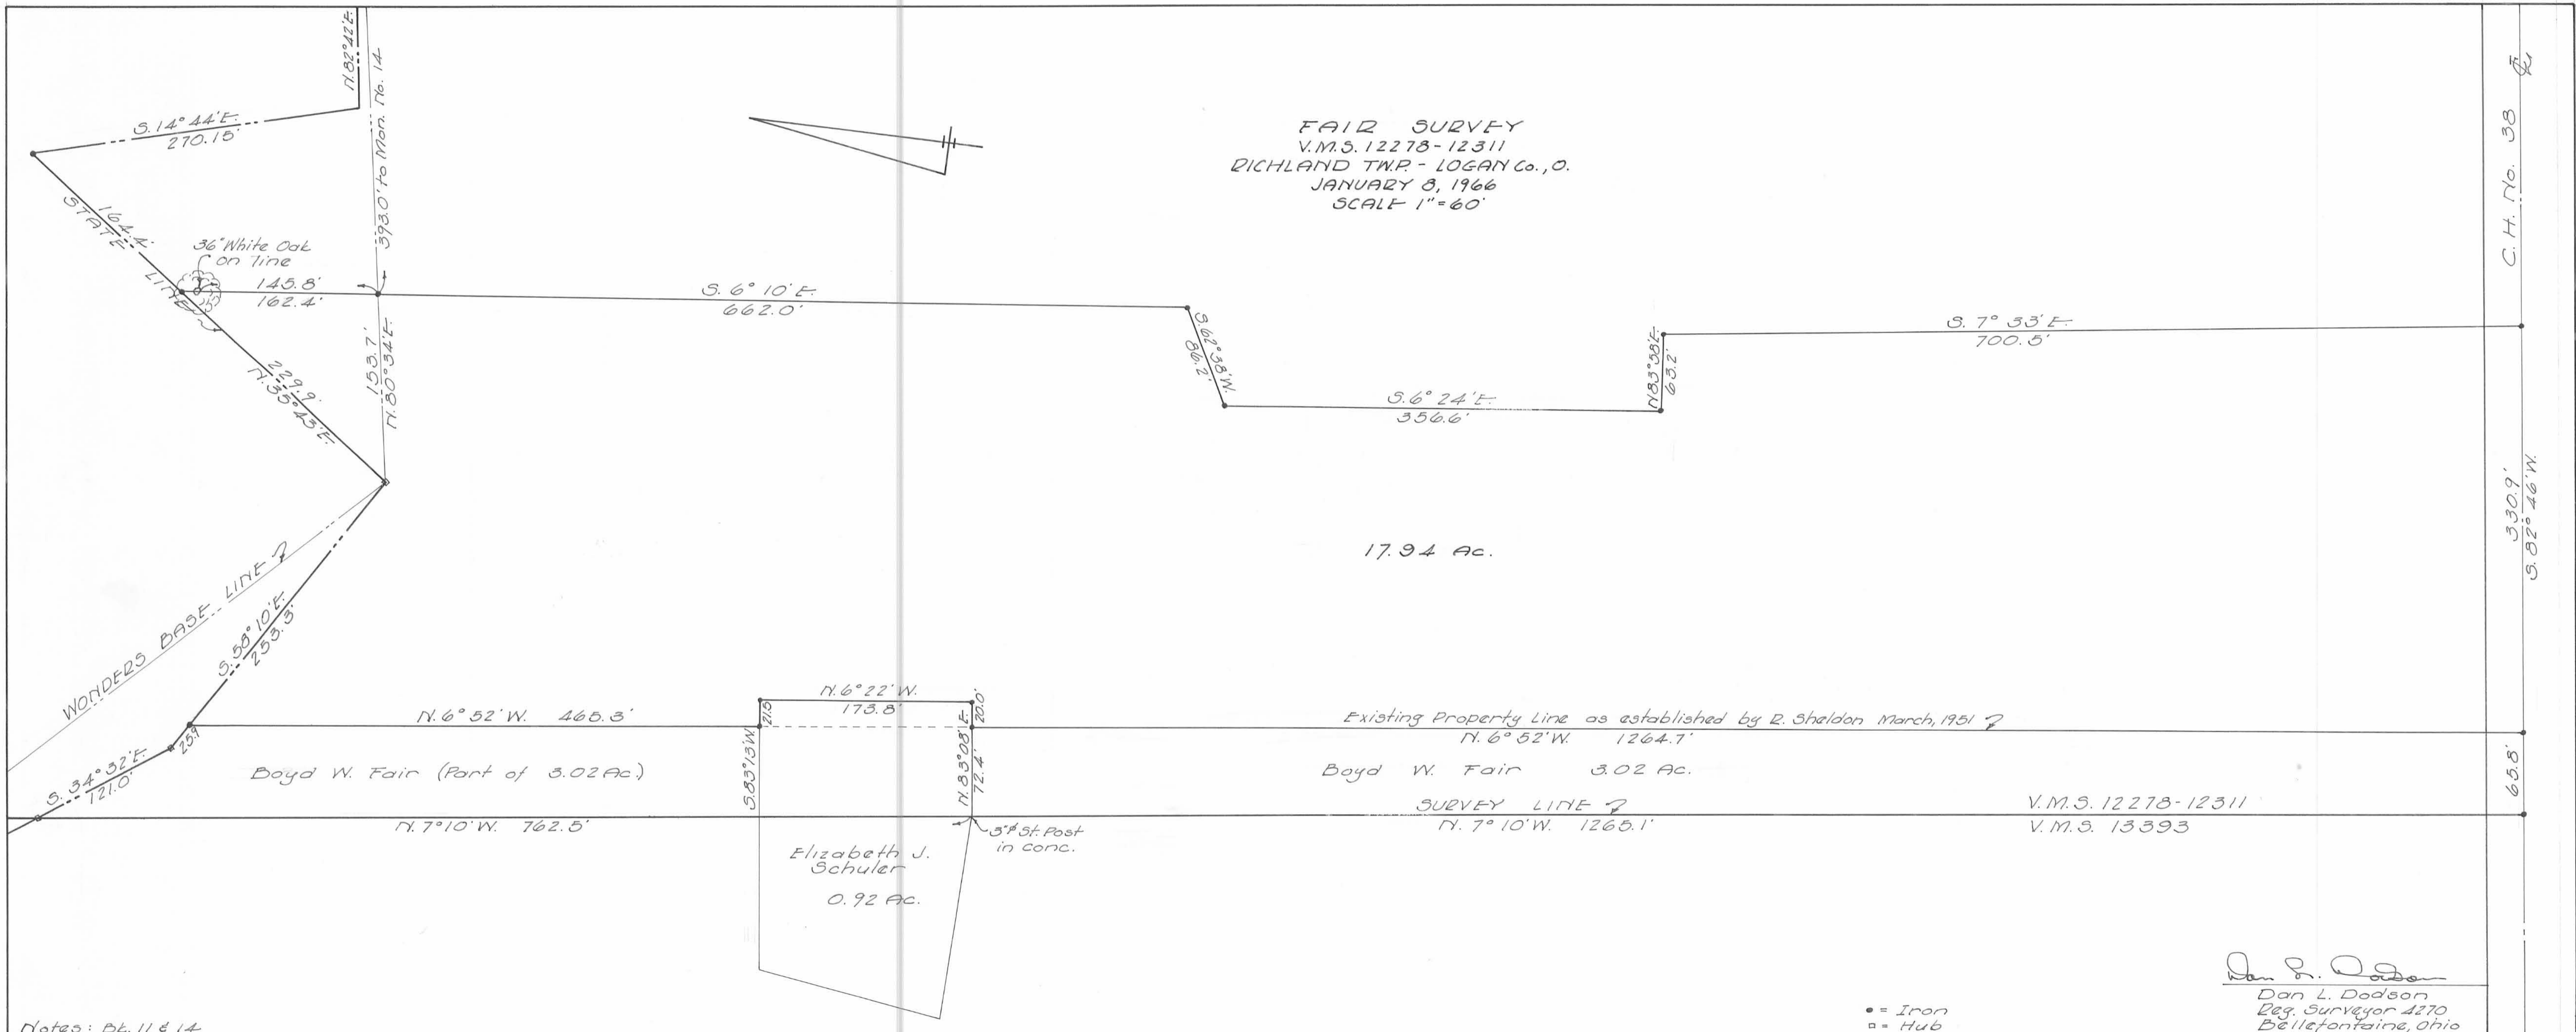 FAIR SURVEY
V.M.S. 12278-12311
RICHLAND TWP. - LOGAN Co., O.
JANUARY 8, 1966
SCALE 1"=60'
N.82°42'E.
393.0' to Mon. No. 14
S.14°44'E.
270.15'
164.4'
STATE LINE
36" White Oak
on line
145.8'
162.4'
153.7'
N.80°34'E.
229.9'
N.35°43'E.
S. 6° 10' E.
662.0'
S.62°38'W.
86.2'
S.6° 24' E.
356.6'
N83°58'E.
63.2'
S. 7° 33' E.
700.5'
C. H. No. 38
330.9'
S. 82° 46' W.
17.94 Ac.
WONDERS BASE LINE
S.58°10'E.
253.3'
25.9
S. 34° 32' E.
121.0'
N.6° 52' W. 465.3'
N.6° 22' W.
173.8'
21.5'
20.0'
S.83°13'W.
N.83°08' E.
72.4'
Existing Property Line as established by R. Sheldon March, 1951
N. 6° 52' W. 1264.7'
Boyd W. Fair (Part of 3.02 Ac.)
Boyd W. Fair 3.02 Ac.
65.8'
SURVEY LINE
V.M.S. 12278-12311
N.7°10' W. 762.5'
N. 7° 10' W. 1265.1'
V.M.S. 13393
3"⌀ St. Post
in conc.
Elizabeth J.
Schuler
0.92 Ac.
Dan L. Dodson
Dan L. Dodson
Reg. Surveyor 4270
Bellefontaine, Ohio
● = Iron
□ = Hub
Notes: Bk. 11 & 14